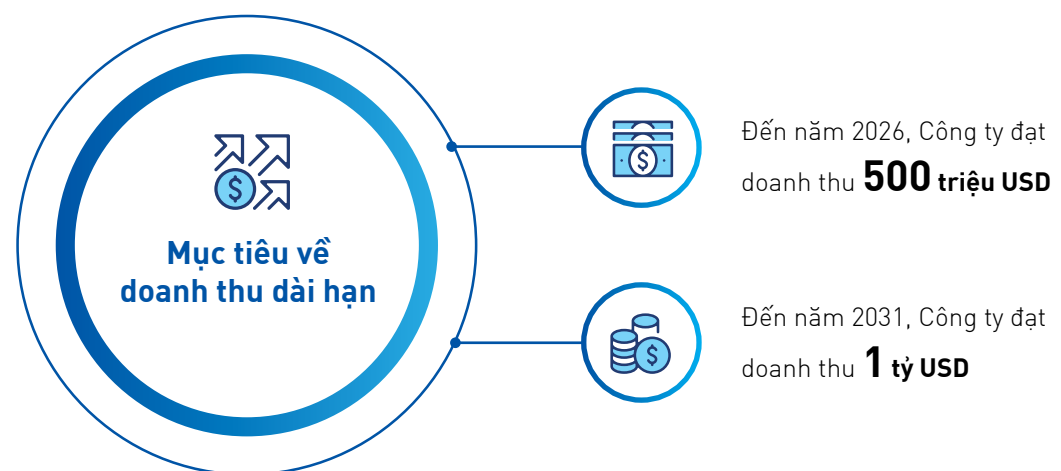 Mục tiêu về
doanh thu dài hạn
Đến năm 2026, Công ty đạt
doanh thu 500 triệu USD
Đến năm 2031, Công ty đạt
doanh thu 1 tỷ USD